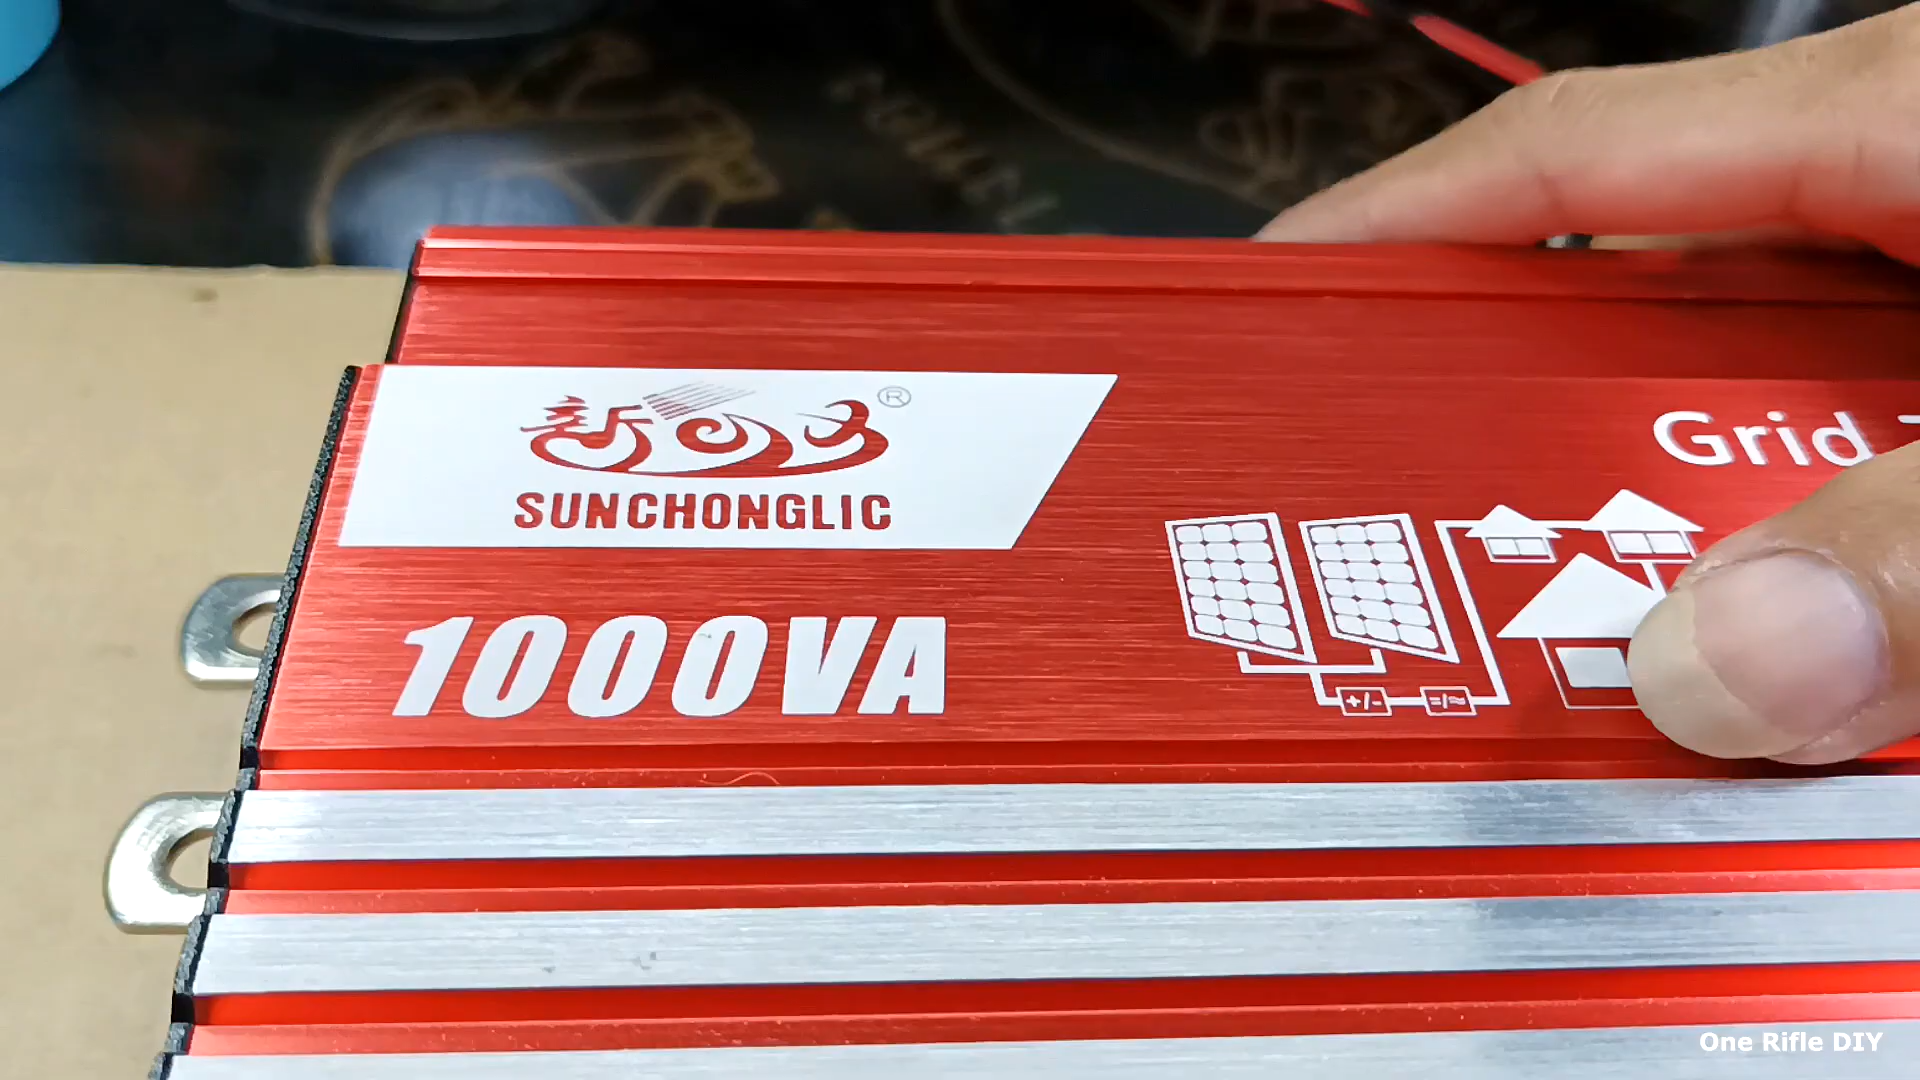 ®
SUNCHONGLIC
1000VA
Grid
+/-
=/≈
One Rifle DIY